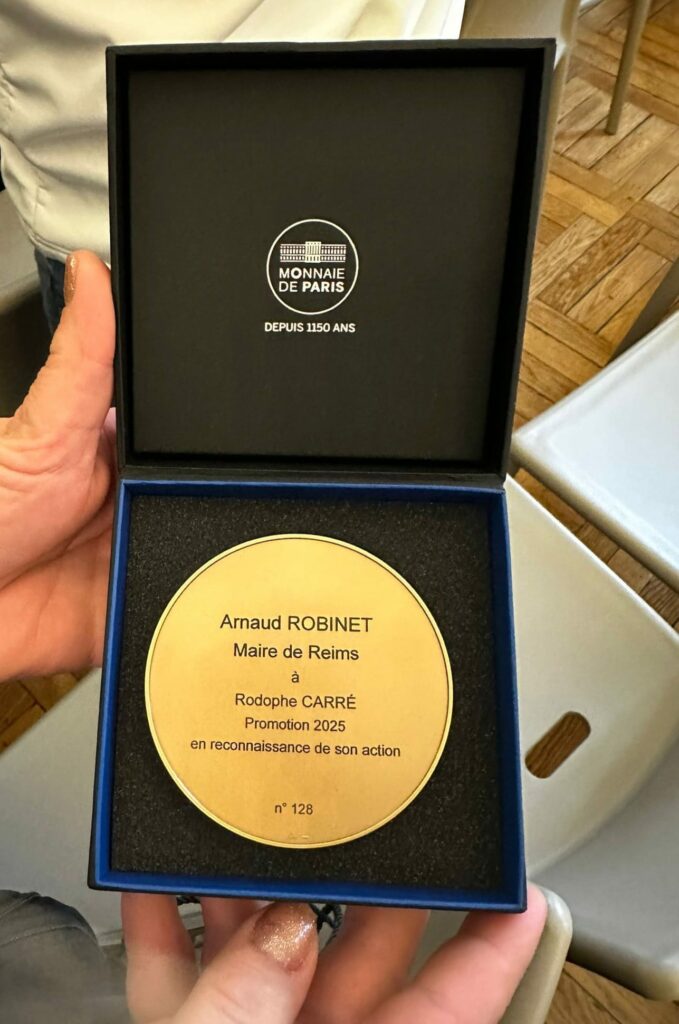 MONNAIE
DE PARIS
DEPUIS 1150 ANS
Arnaud ROBINET
Maire de Reims
à
Rodophe CARRÉ
Promotion 2025
en reconnaissance de son action
n° 128